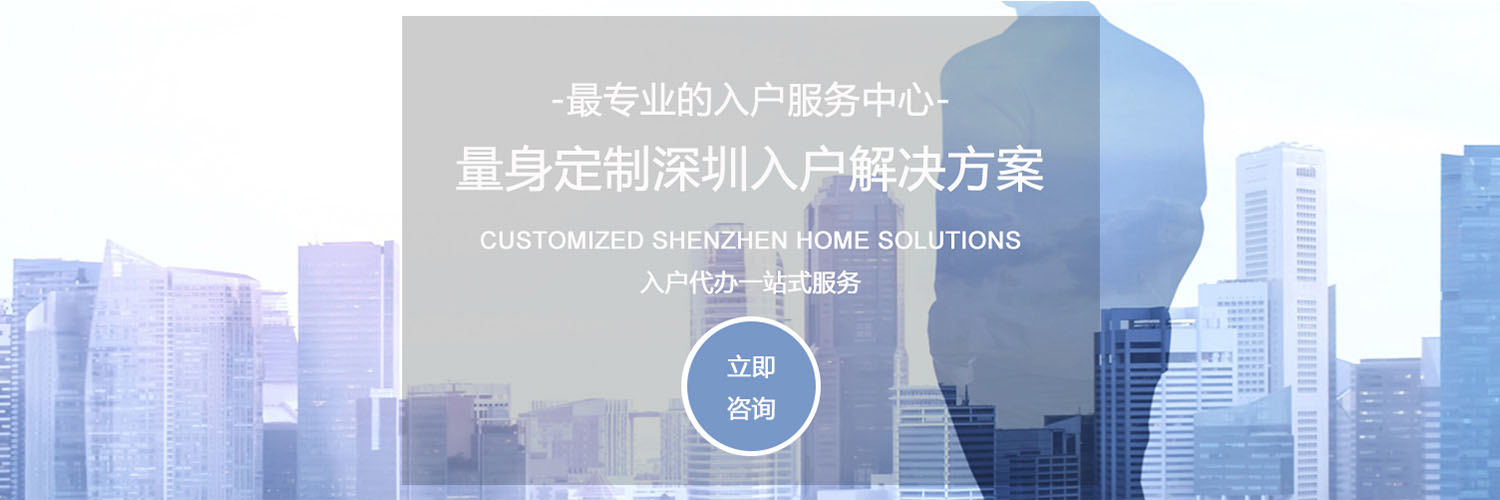 -最专业的入户服务中心-
量身定制深圳入户解决方案
CUSTOMIZED SHENZHEN HOME SOLUTIONS
入户代办一站式服务
立即
咨询